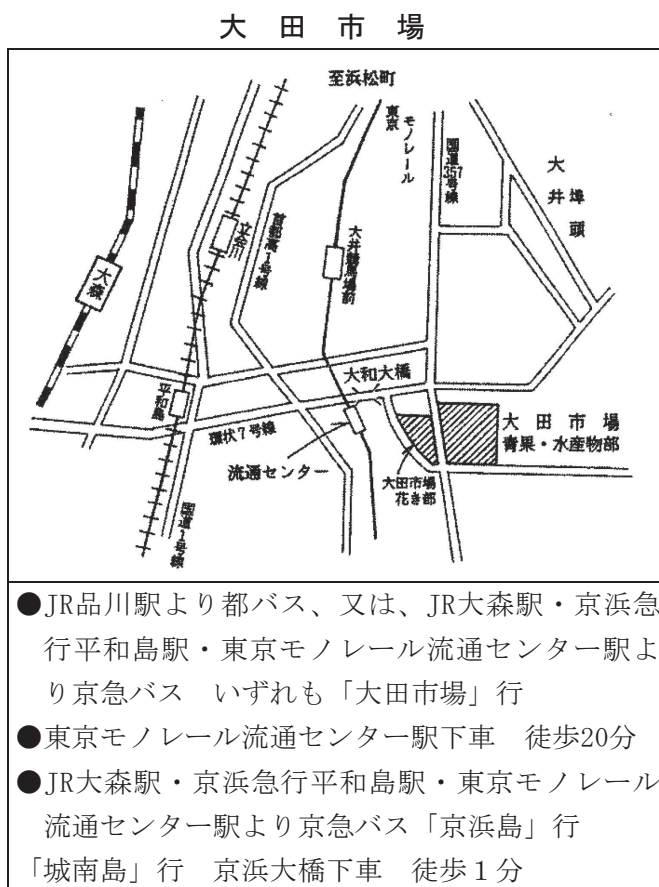 大田市場
至浜松町
東京モノレール
国道357号線
大井埠頭
首都高1号線
立会川
大井競馬場前
大森
平和島
大和大橋
環状7号線
流通センター
大田市場
青果・水産物部
大田市場
花き部
国道1号線
●JR品川駅より都バス、又は、JR大森駅・京浜急
行平和島駅・東京モノレール流通センター駅よ
り京急バス　いずれも「大田市場」行
●東京モノレール流通センター駅下車　徒歩20分
●JR大森駅・京浜急行平和島駅・東京モノレール
流通センター駅より京急バス「京浜島」行
「城南島」行　京浜大橋下車　徒歩１分